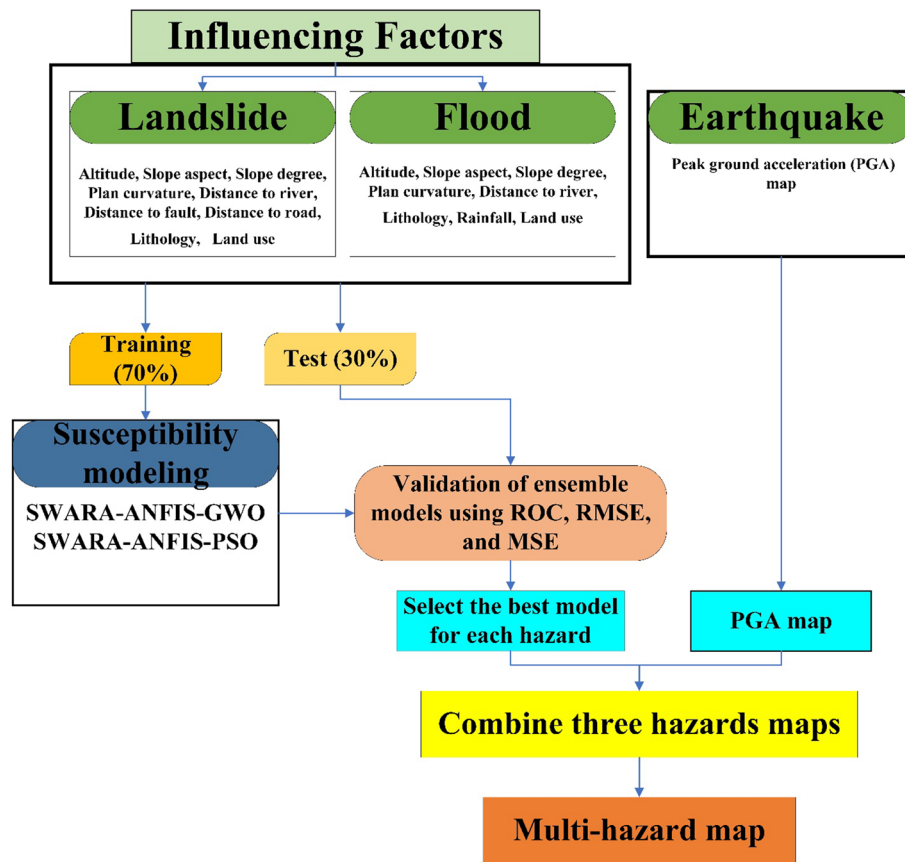 Influencing Factors
Landslide
Altitude, Slope aspect, Slope degree,
Plan curvature, Distance to river,
Distance to fault, Distance to road,
Lithology, Land use
Flood
Altitude, Slope aspect, Slope degree,
Plan curvature, Distance to river,
Lithology, Rainfall, Land use
Earthquake
Peak ground acceleration (PGA)
map
Training
(70%)
Test (30%)
Susceptibility
modeling
SWARA-ANFIS-GWO
SWARA-ANFIS-PSO
Validation of ensemble
models using ROC, RMSE,
and MSE
Select the best model
for each hazard
PGA map
Combine three hazards maps
Multi-hazard map